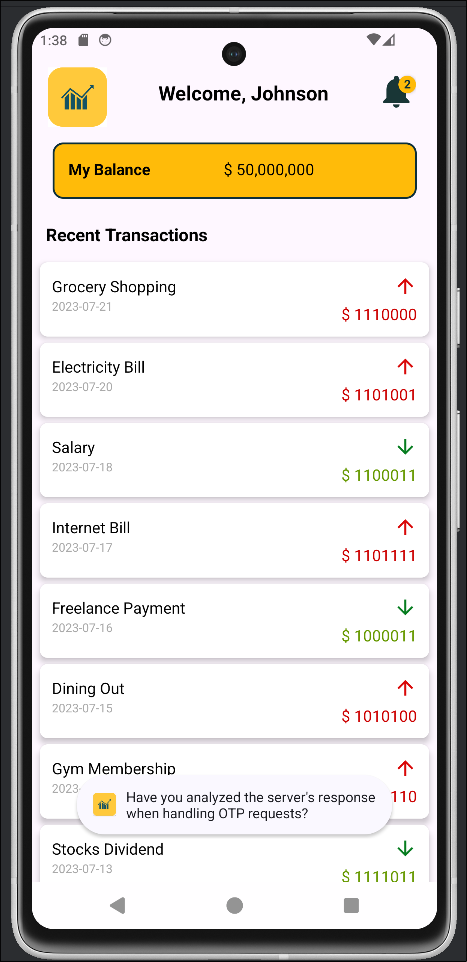 1:38
Welcome, Johnson
2
My Balance $ 50,000,000
Recent Transactions
Grocery Shopping
2023-07-21
$ 1110000
Electricity Bill
2023-07-20
$ 1101001
Salary
2023-07-18
$ 1100011
Internet Bill
2023-07-17
$ 1101111
Freelance Payment
2023-07-16
$ 1000011
Dining Out
2023-07-15
$ 1010100
Gym Membership
2023-
110
Have you analyzed the server's response
when handling OTP requests?
Stocks Dividend
2023-07-13
$ 1111011